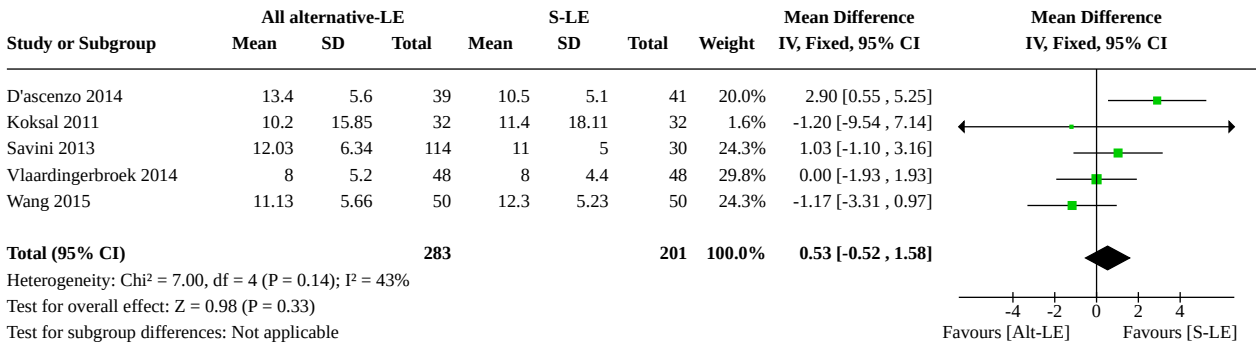 All alternative-LE S-LE Mean Difference Mean Difference
Study or Subgroup Mean SD Total Mean SD Total Weight IV, Fixed, 95% CI IV, Fixed, 95% CI
D'ascenzo 2014 13.4 5.6 39 10.5 5.1 41 20.0% 2.90 [0.55 , 5.25]
Koksal 2011 10.2 15.85 32 11.4 18.11 32 1.6% -1.20 [-9.54 , 7.14]
Savini 2013 12.03 6.34 114 11 5 30 24.3% 1.03 [-1.10 , 3.16]
Vlaardingerbroek 2014 8 5.2 48 8 4.4 48 29.8% 0.00 [-1.93 , 1.93]
Wang 2015 11.13 5.66 50 12.3 5.23 50 24.3% -1.17 [-3.31 , 0.97]
Total (95% CI) 283 201 100.0% 0.53 [-0.52 , 1.58]
Heterogeneity: Chi² = 7.00, df = 4 (P = 0.14); I² = 43%
Test for overall effect: Z = 0.98 (P = 0.33)
Test for subgroup differences: Not applicable
-4 -2 0 2 4
Favours [Alt-LE] Favours [S-LE]